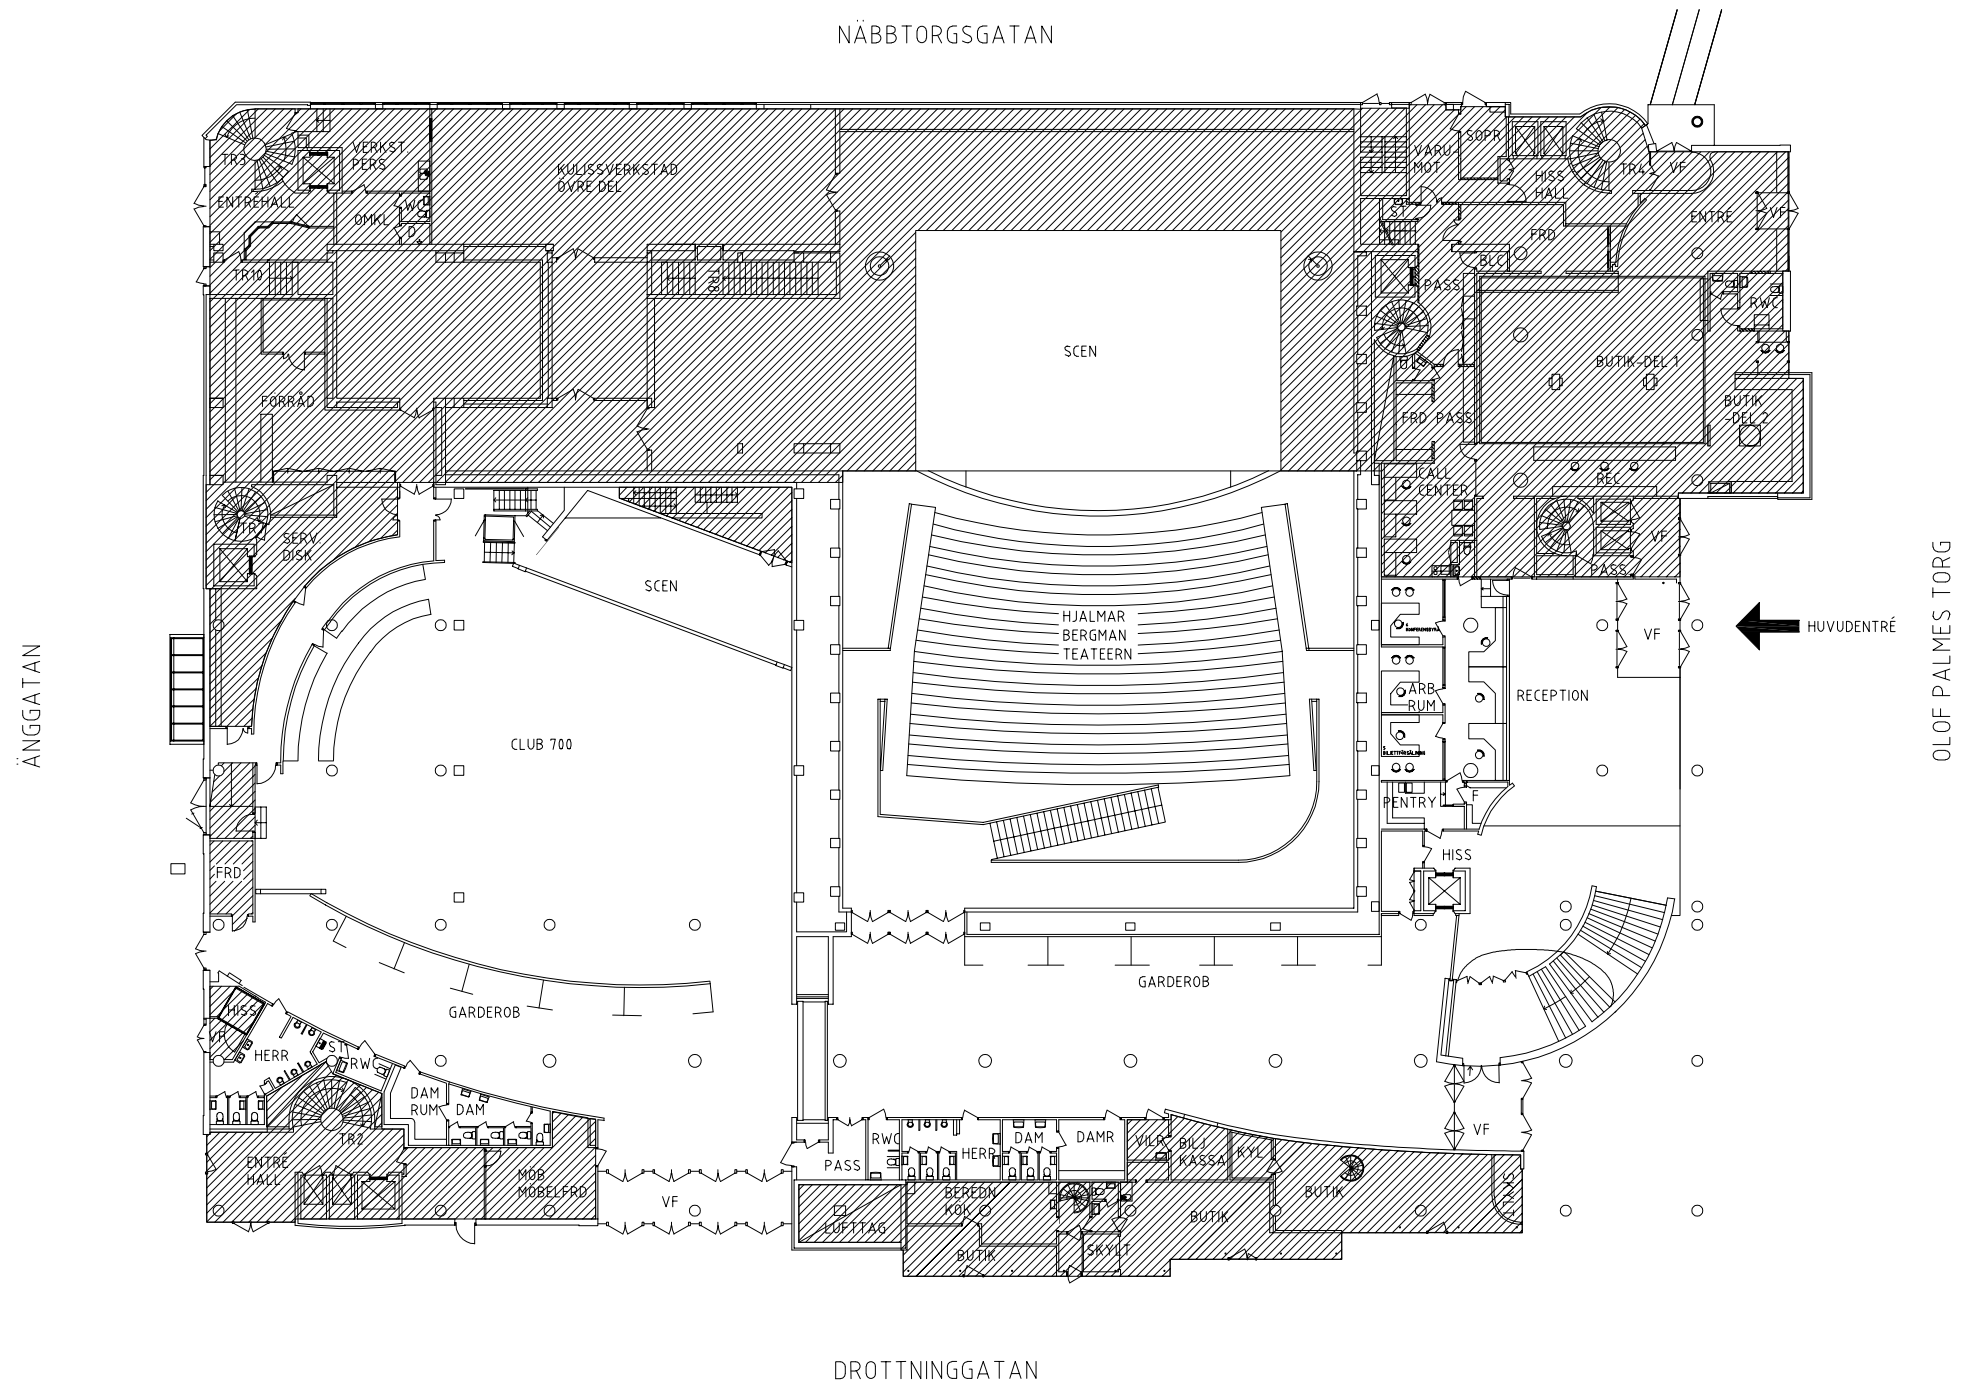 NÄBBTORGSGATAN
VERKST.
PERS
TR3
KULISSVERKSTAD
ÖVRE DEL
ENTREHALL
OMKL
WC
D
TR10
TR8
SOPR
VARU-
MOT
HISS
HALL
TR4
VF
ST
ENTRE
VF
FRD
BLC
PASS
RWC
SCEN
BUTIK-DEL 1
FÖRRÅD
FRD
PASS
BUTIK
-DEL 2
CALL
CENTER
REC
SERV.
DISK
VF
PASS
SCEN
HJALMAR
BERGMAN
TEATEERN
VF
HUVUDENTRÉ
ÄNGGATAN
OLOF PALMES TORG
ARB
RUM
RECEPTION
CLUB 700
PENTRY
F
HISS
FRD
GARDEROB
GARDEROB
HISS
VF
HERR
ST
RWC
DAM
RUM
DAM
TR2
ENTRÉ
HALL
MÖB
MÖBELFRD
VF
PASS
RWC
HERR
DAM
DAMR
VILR
BILJ
KASSA
KYL
VF
BEREDN
KÖK
LUFTTAG
BUTIK
SKYLT
BUTIK
BUTIK
SKYLT
DROTTNINGGATAN